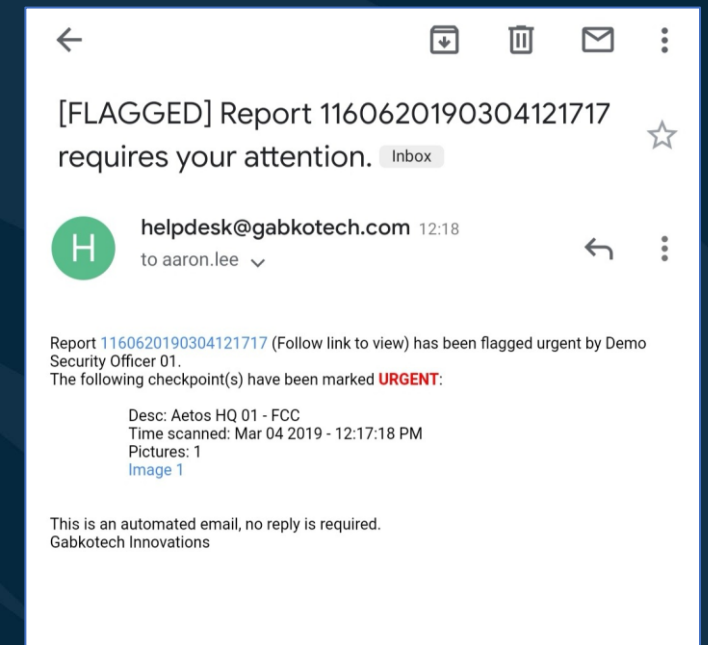 [FLAGGED] Report 1160620190304121717
requires your attention. Inbox
H
helpdesk@gabkotech.com 12:18
to aaron.lee
Report 1160620190304121717 (Follow link to view) has been flagged urgent by Demo
Security Officer 01.
The following checkpoint(s) have been marked URGENT:
Desc: Aetos HQ 01 - FCC
Time scanned: Mar 04 2019 - 12:17:18 PM
Pictures: 1
Image 1
This is an automated email, no reply is required.
Gabkotech Innovations